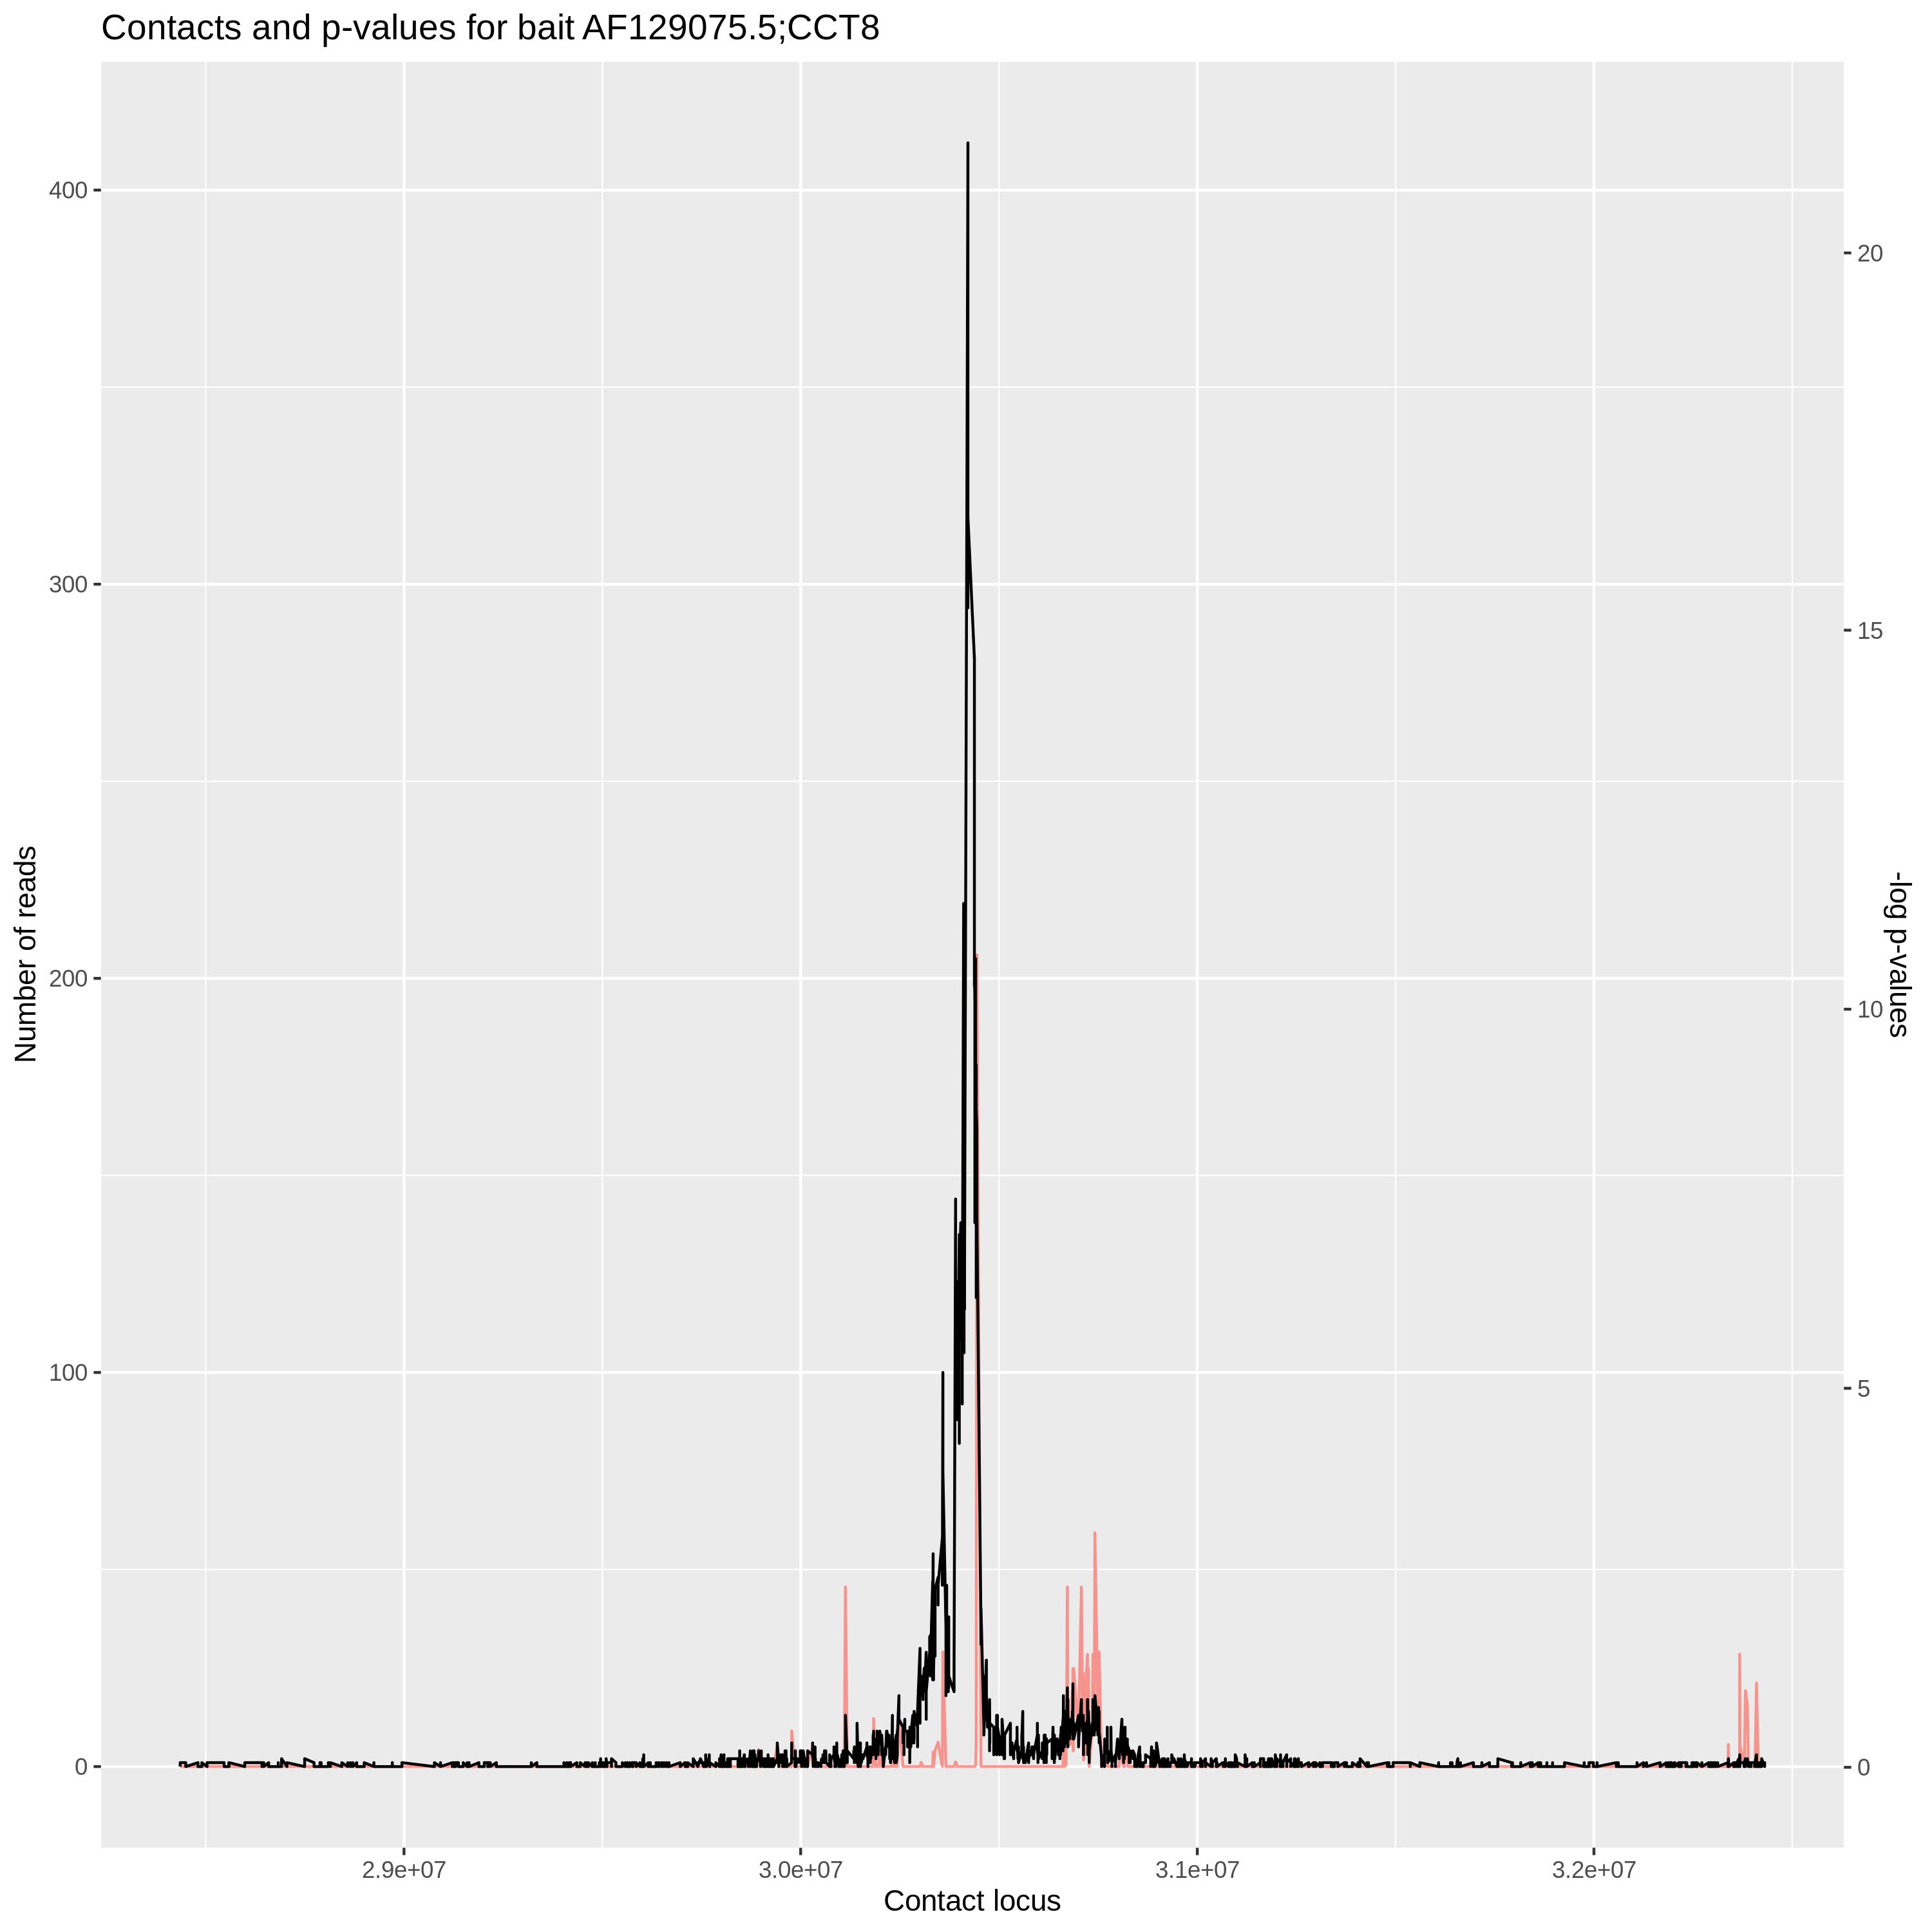 Contacts and p-values for bait AF129075.5;CCT8
400
300
200
100
0
Number of reads
20
15
10
5
0
-log p-values
2.9e+07
3.0e+07
3.1e+07
3.2e+07
Contact locus